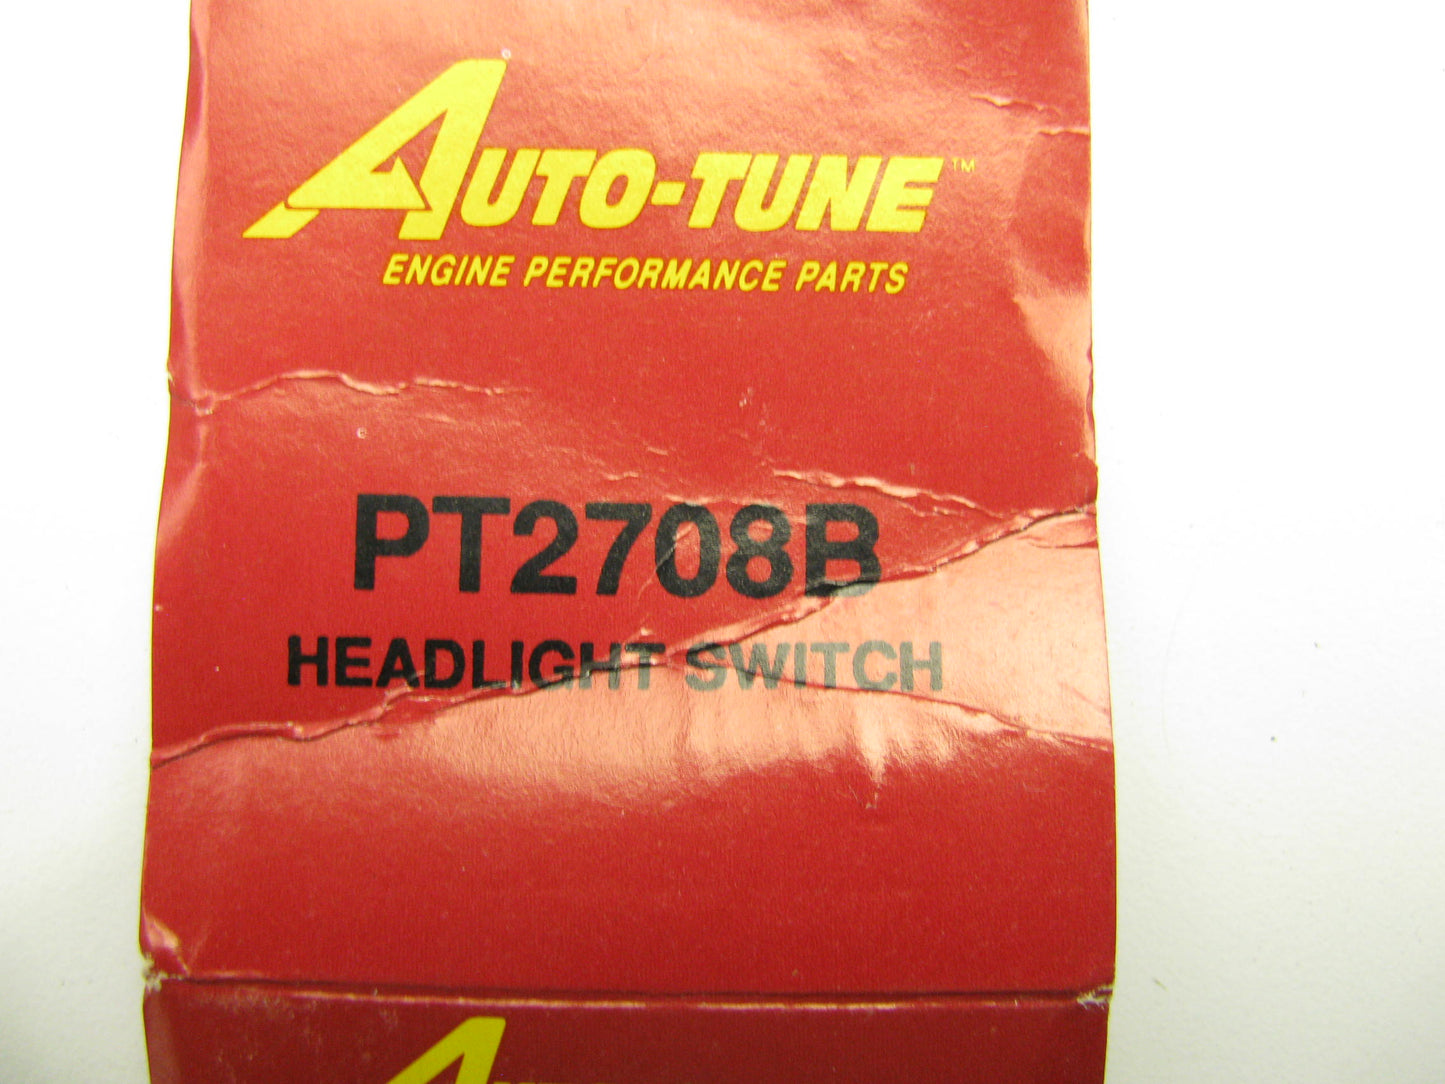 AUTO-TUNE™
ENGINE PERFORMANCE PARTS
PT2708B
HEADLIGHT SWITCH